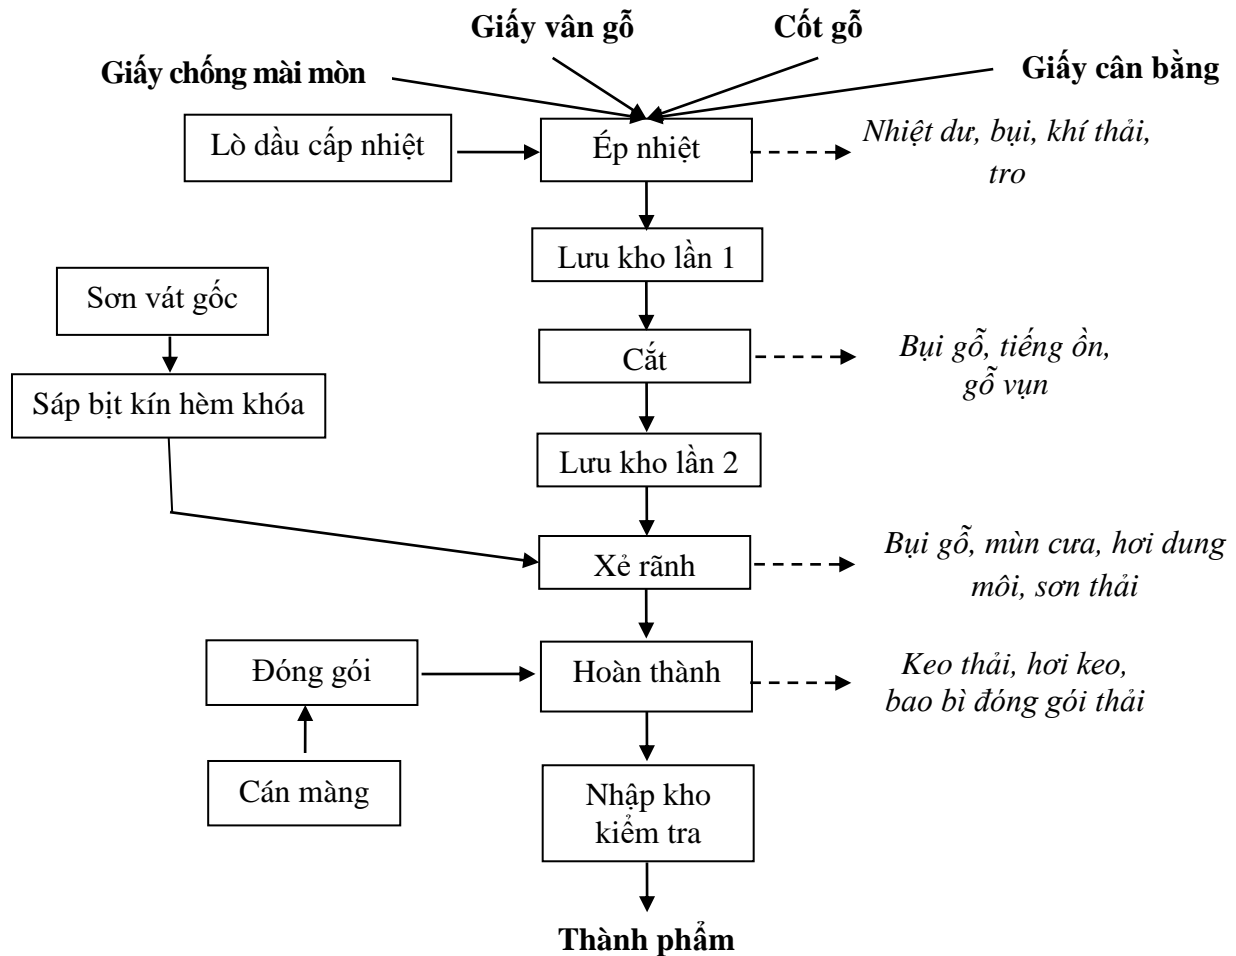 Giấy vân gỗ
Cốt gỗ
Giấy chống mài mòn
Giấy cân bằng
Lò dầu cấp nhiệt
Ép nhiệt
Nhiệt dư, bụi, khí thải,
tro
Lưu kho lần 1
Sơn vát gốc
Cắt
Bụi gỗ, tiếng ồn,
gỗ vụn
Sáp bịt kín hèm khóa
Lưu kho lần 2
Xẻ rãnh
Bụi gỗ, mùn cưa, hơi dung
môi, sơn thải
Đóng gói
Hoàn thành
Keo thải, hơi keo,
bao bì đóng gói thải
Cán màng
Nhập kho
kiểm tra
Thành phẩm